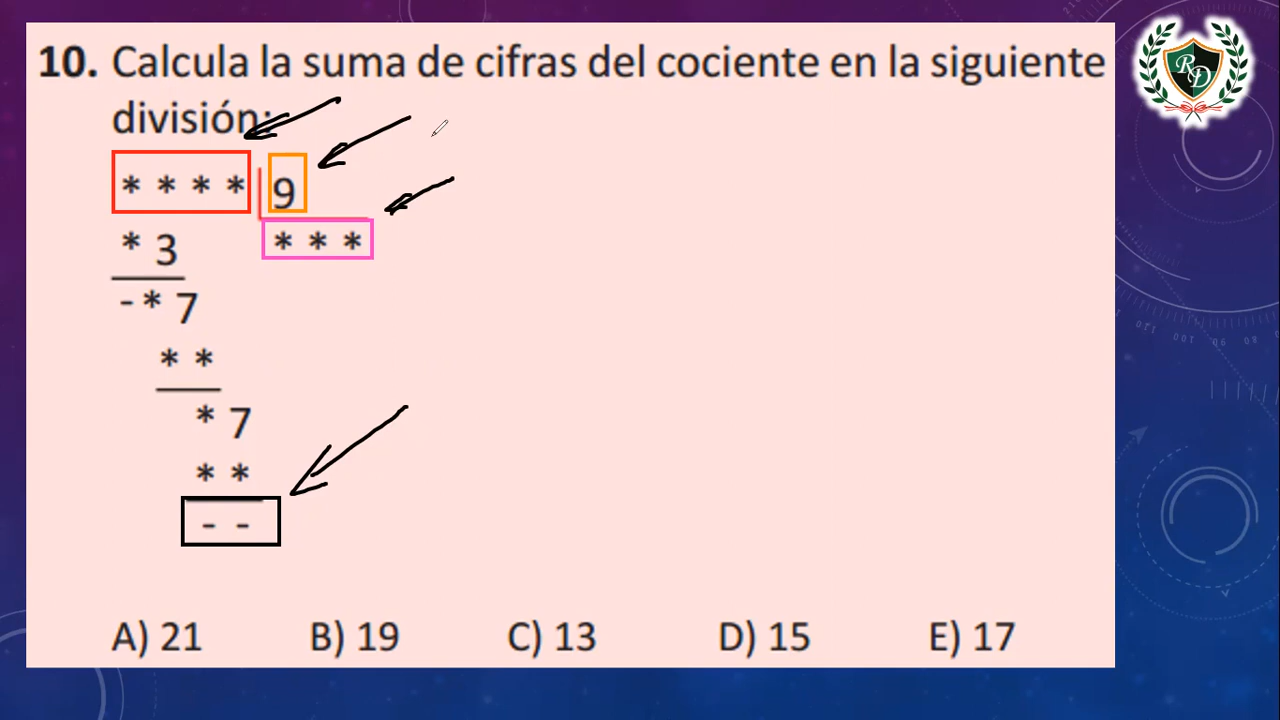 10. Calcula la suma de cifras del cociente en la siguiente
división:
* * * * 9
* 3 * * *
- * 7
* *
* 7
* *
- -
A) 21 B) 19 C) 13 D) 15 E) 17
RD